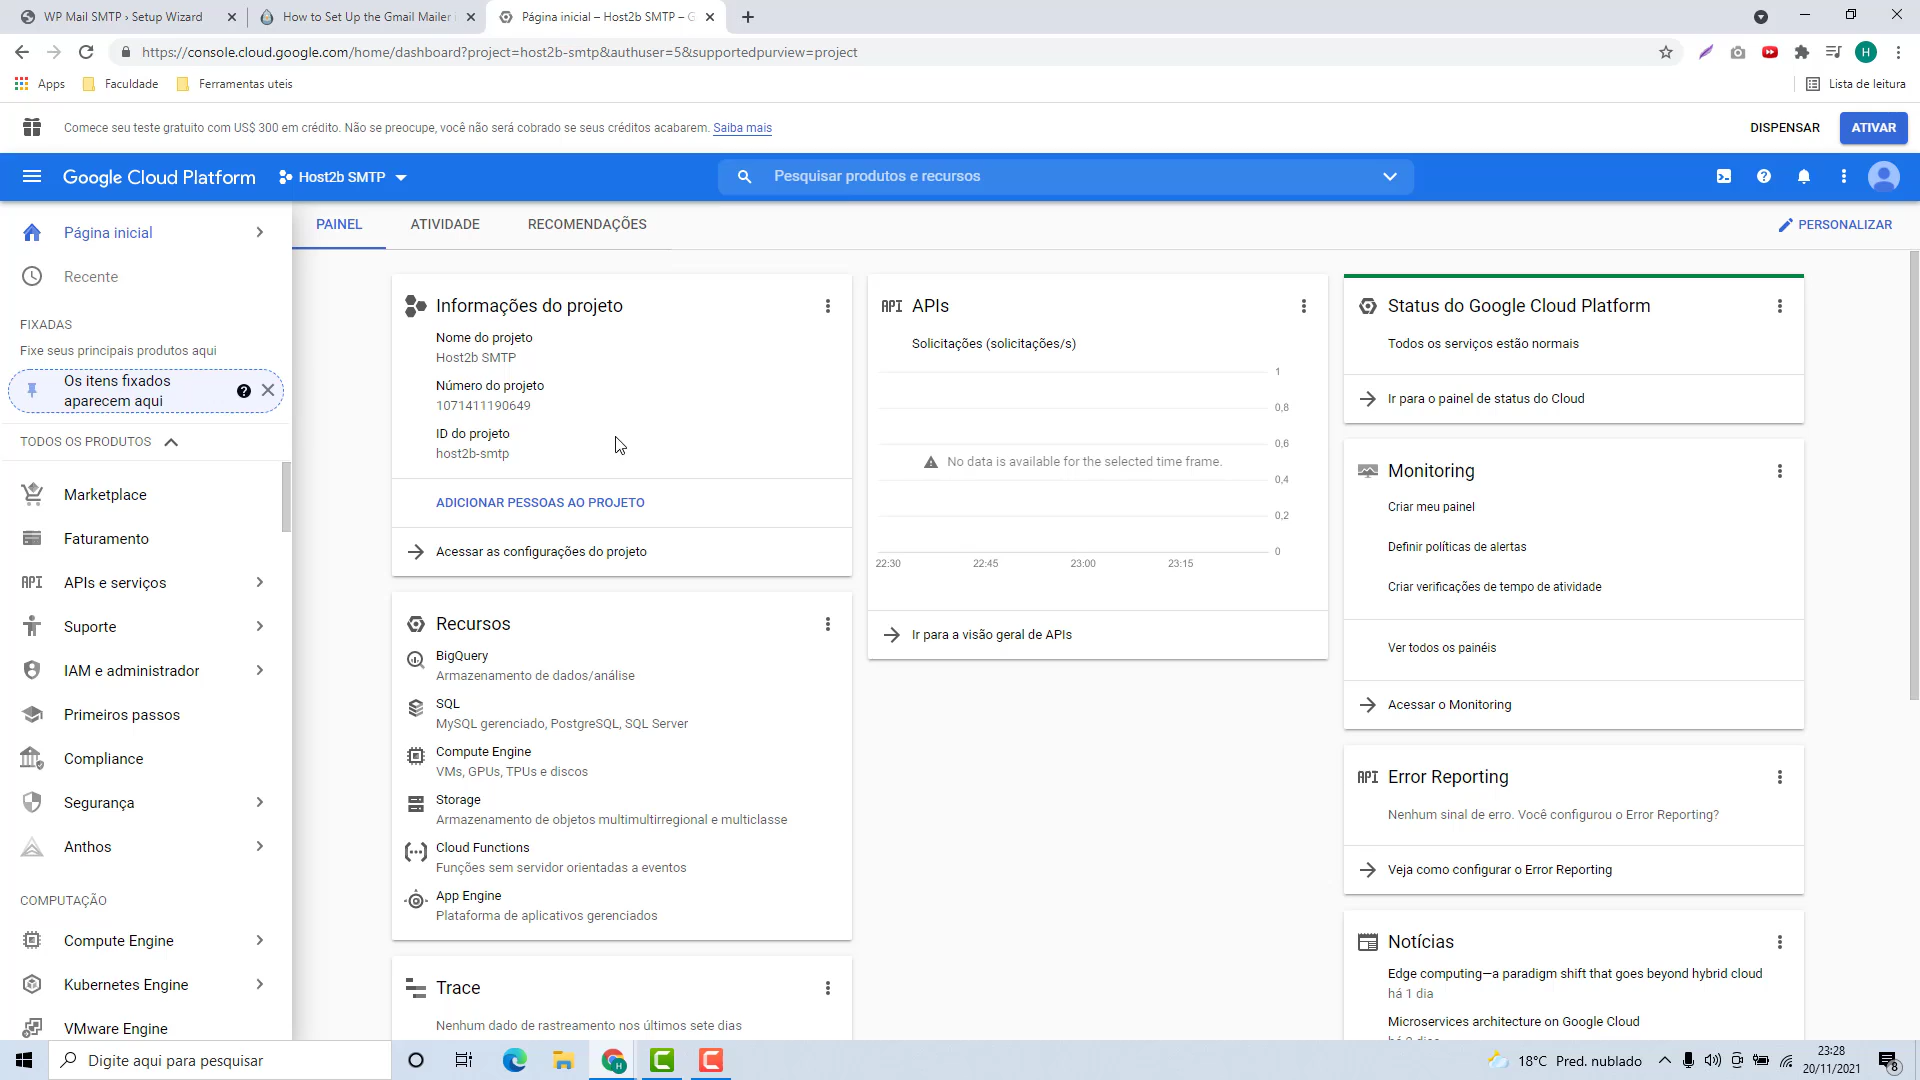 WP Mail SMTP › Setup Wizard
How to Set Up the Gmail Mailer i
Página inicial – Host2b SMTP – G
https://console.cloud.google.com/home/dashboard?project=host2b-smtp&authuser=5&supportedpurview=project
H
Apps
Faculdade
Ferramentas uteis
Lista de leitura
Comece seu teste gratuito com US$ 300 em crédito. Não se preocupe, você não será cobrado se seus créditos acabarem. Saiba mais
DISPENSAR
ATIVAR
Google Cloud Platform
Host2b SMTP
Pesquisar produtos e recursos
Página inicial
Recente
FIXADAS
Fixe seus principais produtos aqui
Os itens fixados
aparecem aqui
TODOS OS PRODUTOS
Marketplace
Faturamento
API APIs e serviços
Suporte
IAM e administrador
Primeiros passos
Compliance
Segurança
Anthos
COMPUTAÇÃO
Compute Engine
Kubernetes Engine
VMware Engine
PAINEL
ATIVIDADE
RECOMENDAÇÕES
PERSONALIZAR
Informações do projeto
Nome do projeto
Host2b SMTP
Número do projeto
1071411190649
ID do projeto
host2b-smtp
ADICIONAR PESSOAS AO PROJETO
Acessar as configurações do projeto
Recursos
BigQuery
Armazenamento de dados/análise
SQL
MySQL gerenciado, PostgreSQL, SQL Server
Compute Engine
VMs, GPUs, TPUs e discos
Storage
Armazenamento de objetos multimultirregional e multiclasse
Cloud Functions
Funções sem servidor orientadas a eventos
App Engine
Plataforma de aplicativos gerenciados
Trace
Nenhum dado de rastreamento nos últimos sete dias
API APIs
Solicitações (solicitações/s)
1
0,8
0,6
No data is available for the selected time frame.
0,4
0,2
0
22:30
22:45
23:00
23:15
Ir para a visão geral de APIs
Status do Google Cloud Platform
Todos os serviços estão normais
Ir para o painel de status do Cloud
Monitoring
Criar meu painel
Definir políticas de alertas
Criar verificações de tempo de atividade
Ver todos os painéis
Acessar o Monitoring
API Error Reporting
Nenhum sinal de erro. Você configurou o Error Reporting?
Veja como configurar o Error Reporting
Notícias
Edge computing—a paradigm shift that goes beyond hybrid cloud
há 1 dia
Microservices architecture on Google Cloud
Digite aqui para pesquisar
18°C Pred. nublado
23:28
20/11/2021
8